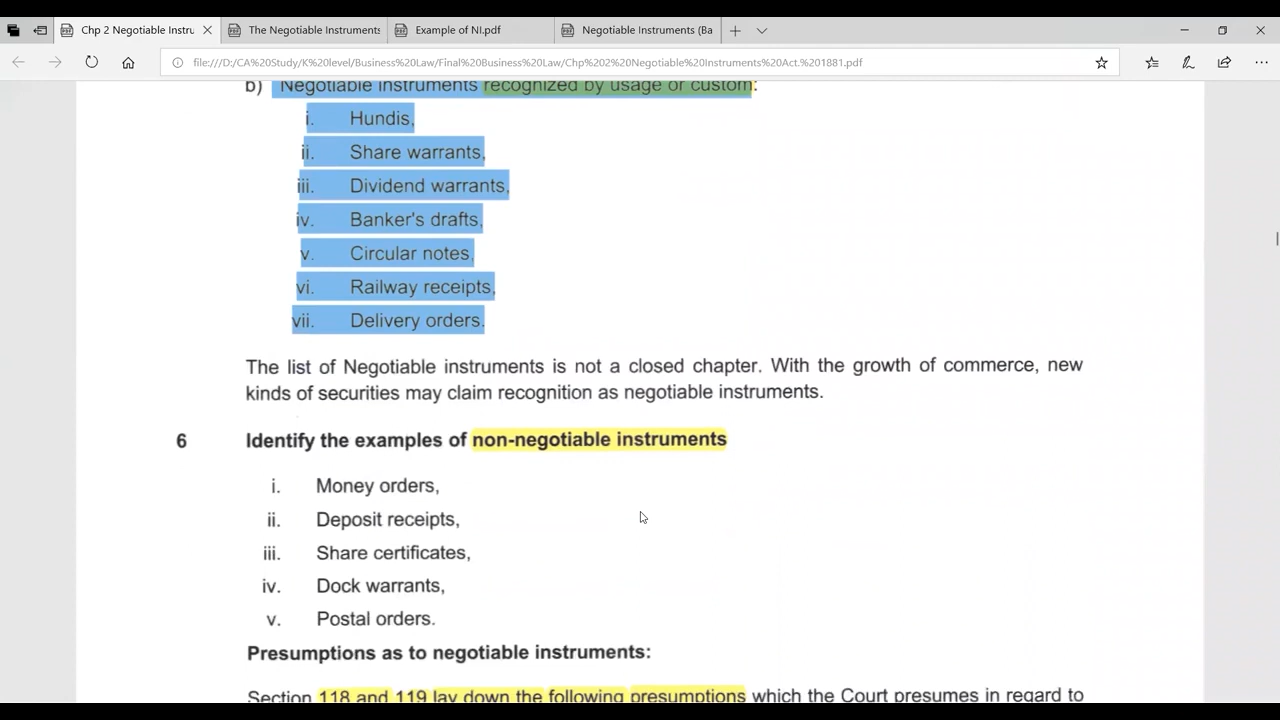 Chp 2 Negotiable Instru
The Negotiable Instruments
Example of NI.pdf
Negotiable Instruments (Ba
file:///D:/CA%20Study/K%20level/Business%20Law/Final%20Business%20Law/Chp%202%20Negotiable%20Instruments%20Act.%201881.pdf
b) Negotiable instruments recognized by usage or custom:
i. Hundis,
ii. Share warrants,
iii. Dividend warrants,
iv. Banker's drafts,
v. Circular notes,
vi. Railway receipts,
vii. Delivery orders.
The list of Negotiable instruments is not a closed chapter. With the growth of commerce, new
kinds of securities may claim recognition as negotiable instruments.
6 Identify the examples of non-negotiable instruments
i. Money orders,
ii. Deposit receipts,
iii. Share certificates,
iv. Dock warrants,
v. Postal orders.
Presumptions as to negotiable instruments:
Section 118 and 119 lay down the following presumptions which the Court presumes in regard to